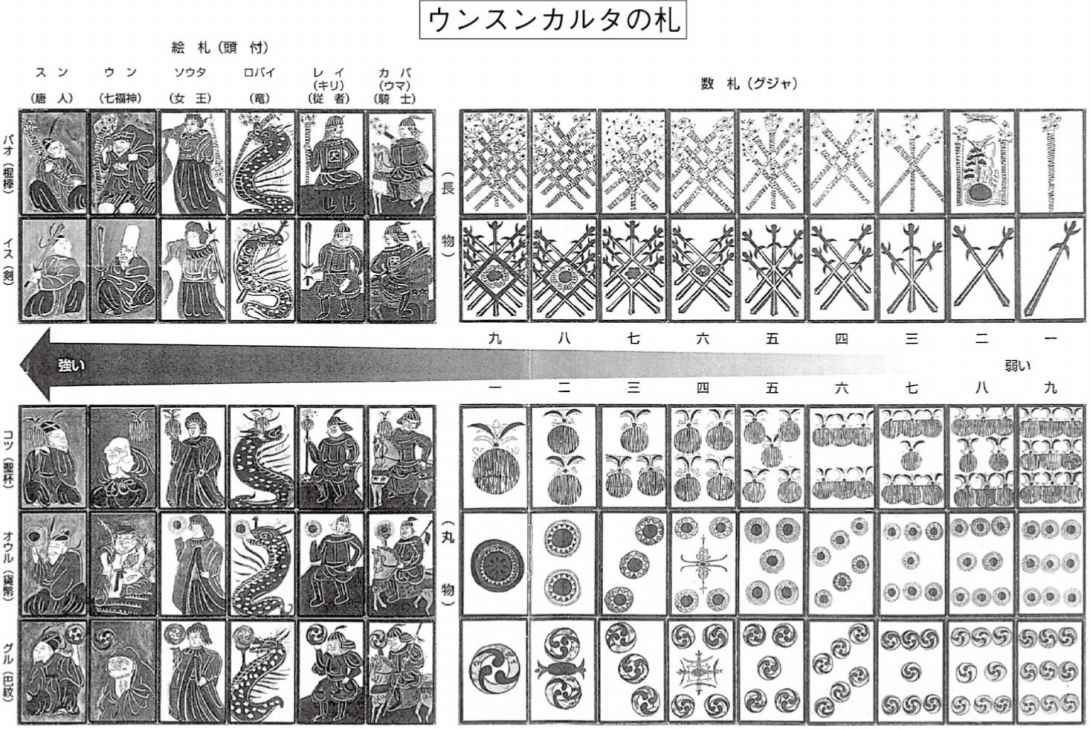 ウンスンカルタの札
絵 札（頭 付）
スン
（唐 人）
ウン
（七福神）
ソウタ
（女 王）
ロバイ
（竜）
レイ
（キリ）
（従 者）
カバ
（ウマ）
（騎 士）
数 札（グジャ）
パオ（棍棒）
イス（剣）
（長 物）
九 八 七 六 五 四 三 二 一
強い
弱い
一 二 三 四 五 六 七 八 九
コツ（聖杯）
オウル（貨幣）
グル（巴紋）
（丸 物）